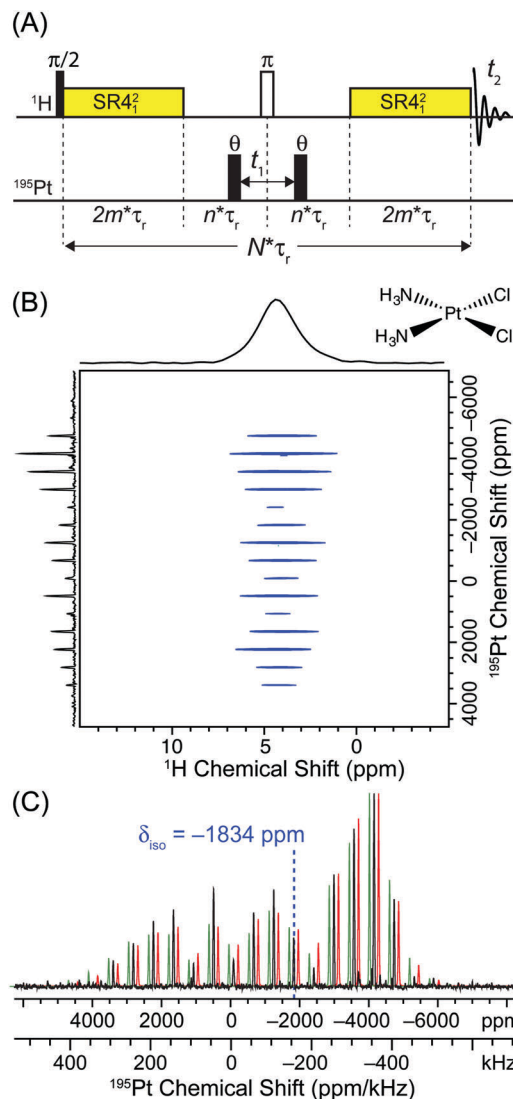 (A)
π/2 π t₂
¹H SR4²₁ SR4²₁
θ t₁ θ
¹⁹⁵Pt
2m*τr n*τr n*τr 2m*τr
N*τr
(B)
H₃N Cl
Pt
H₃N Cl
−6000
−4000
−2000
0
2000
4000
¹⁹⁵Pt Chemical Shift (ppm)
10 5 0
¹H Chemical Shift (ppm)
(C)
δiso = −1834 ppm
4000 2000 0 −2000 −4000 −6000 ppm
400 200 0 −200 −400 kHz
¹⁹⁵Pt Chemical Shift (ppm/kHz)